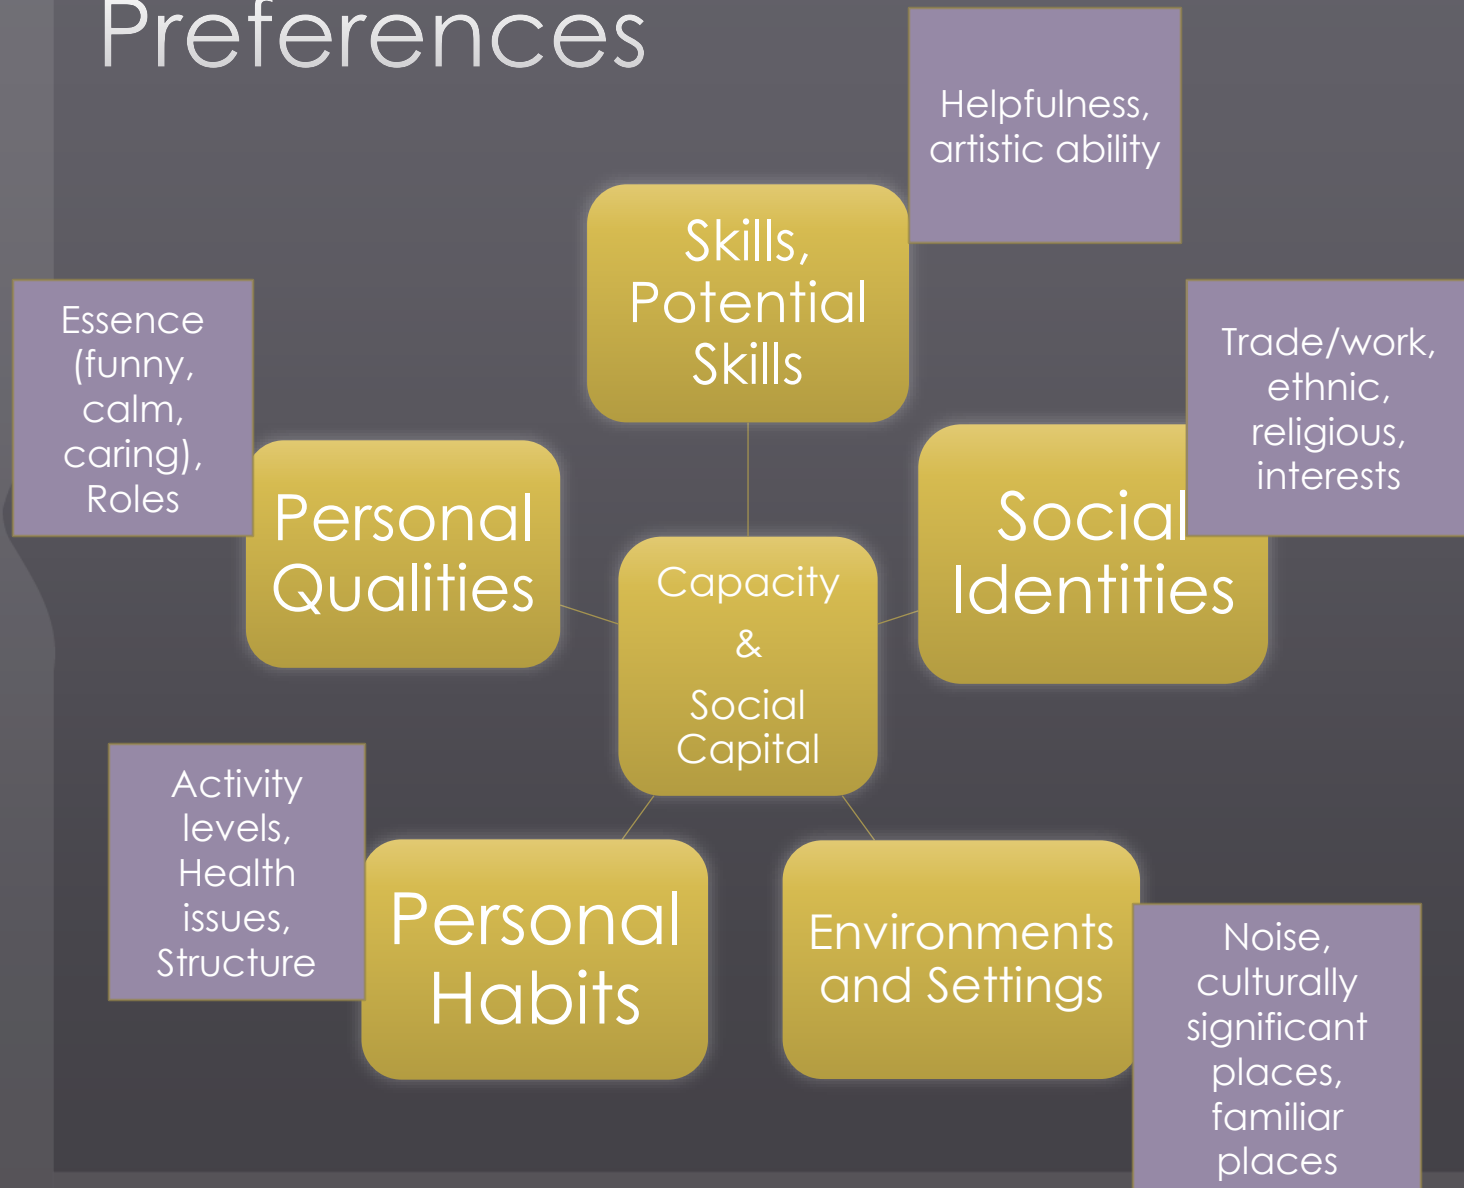 Preferences
Helpfulness,
artistic ability
Skills,
Potential
Skills
Essence
(funny,
calm,
caring),
Roles
Trade/work,
ethnic,
religious,
interests
Personal
Qualities
Social
Identities
Capacity
&
Social
Capital
Activity
levels,
Health
issues,
Structure
Personal
Habits
Environments
and Settings
Noise,
culturally
significant
places,
familiar
places